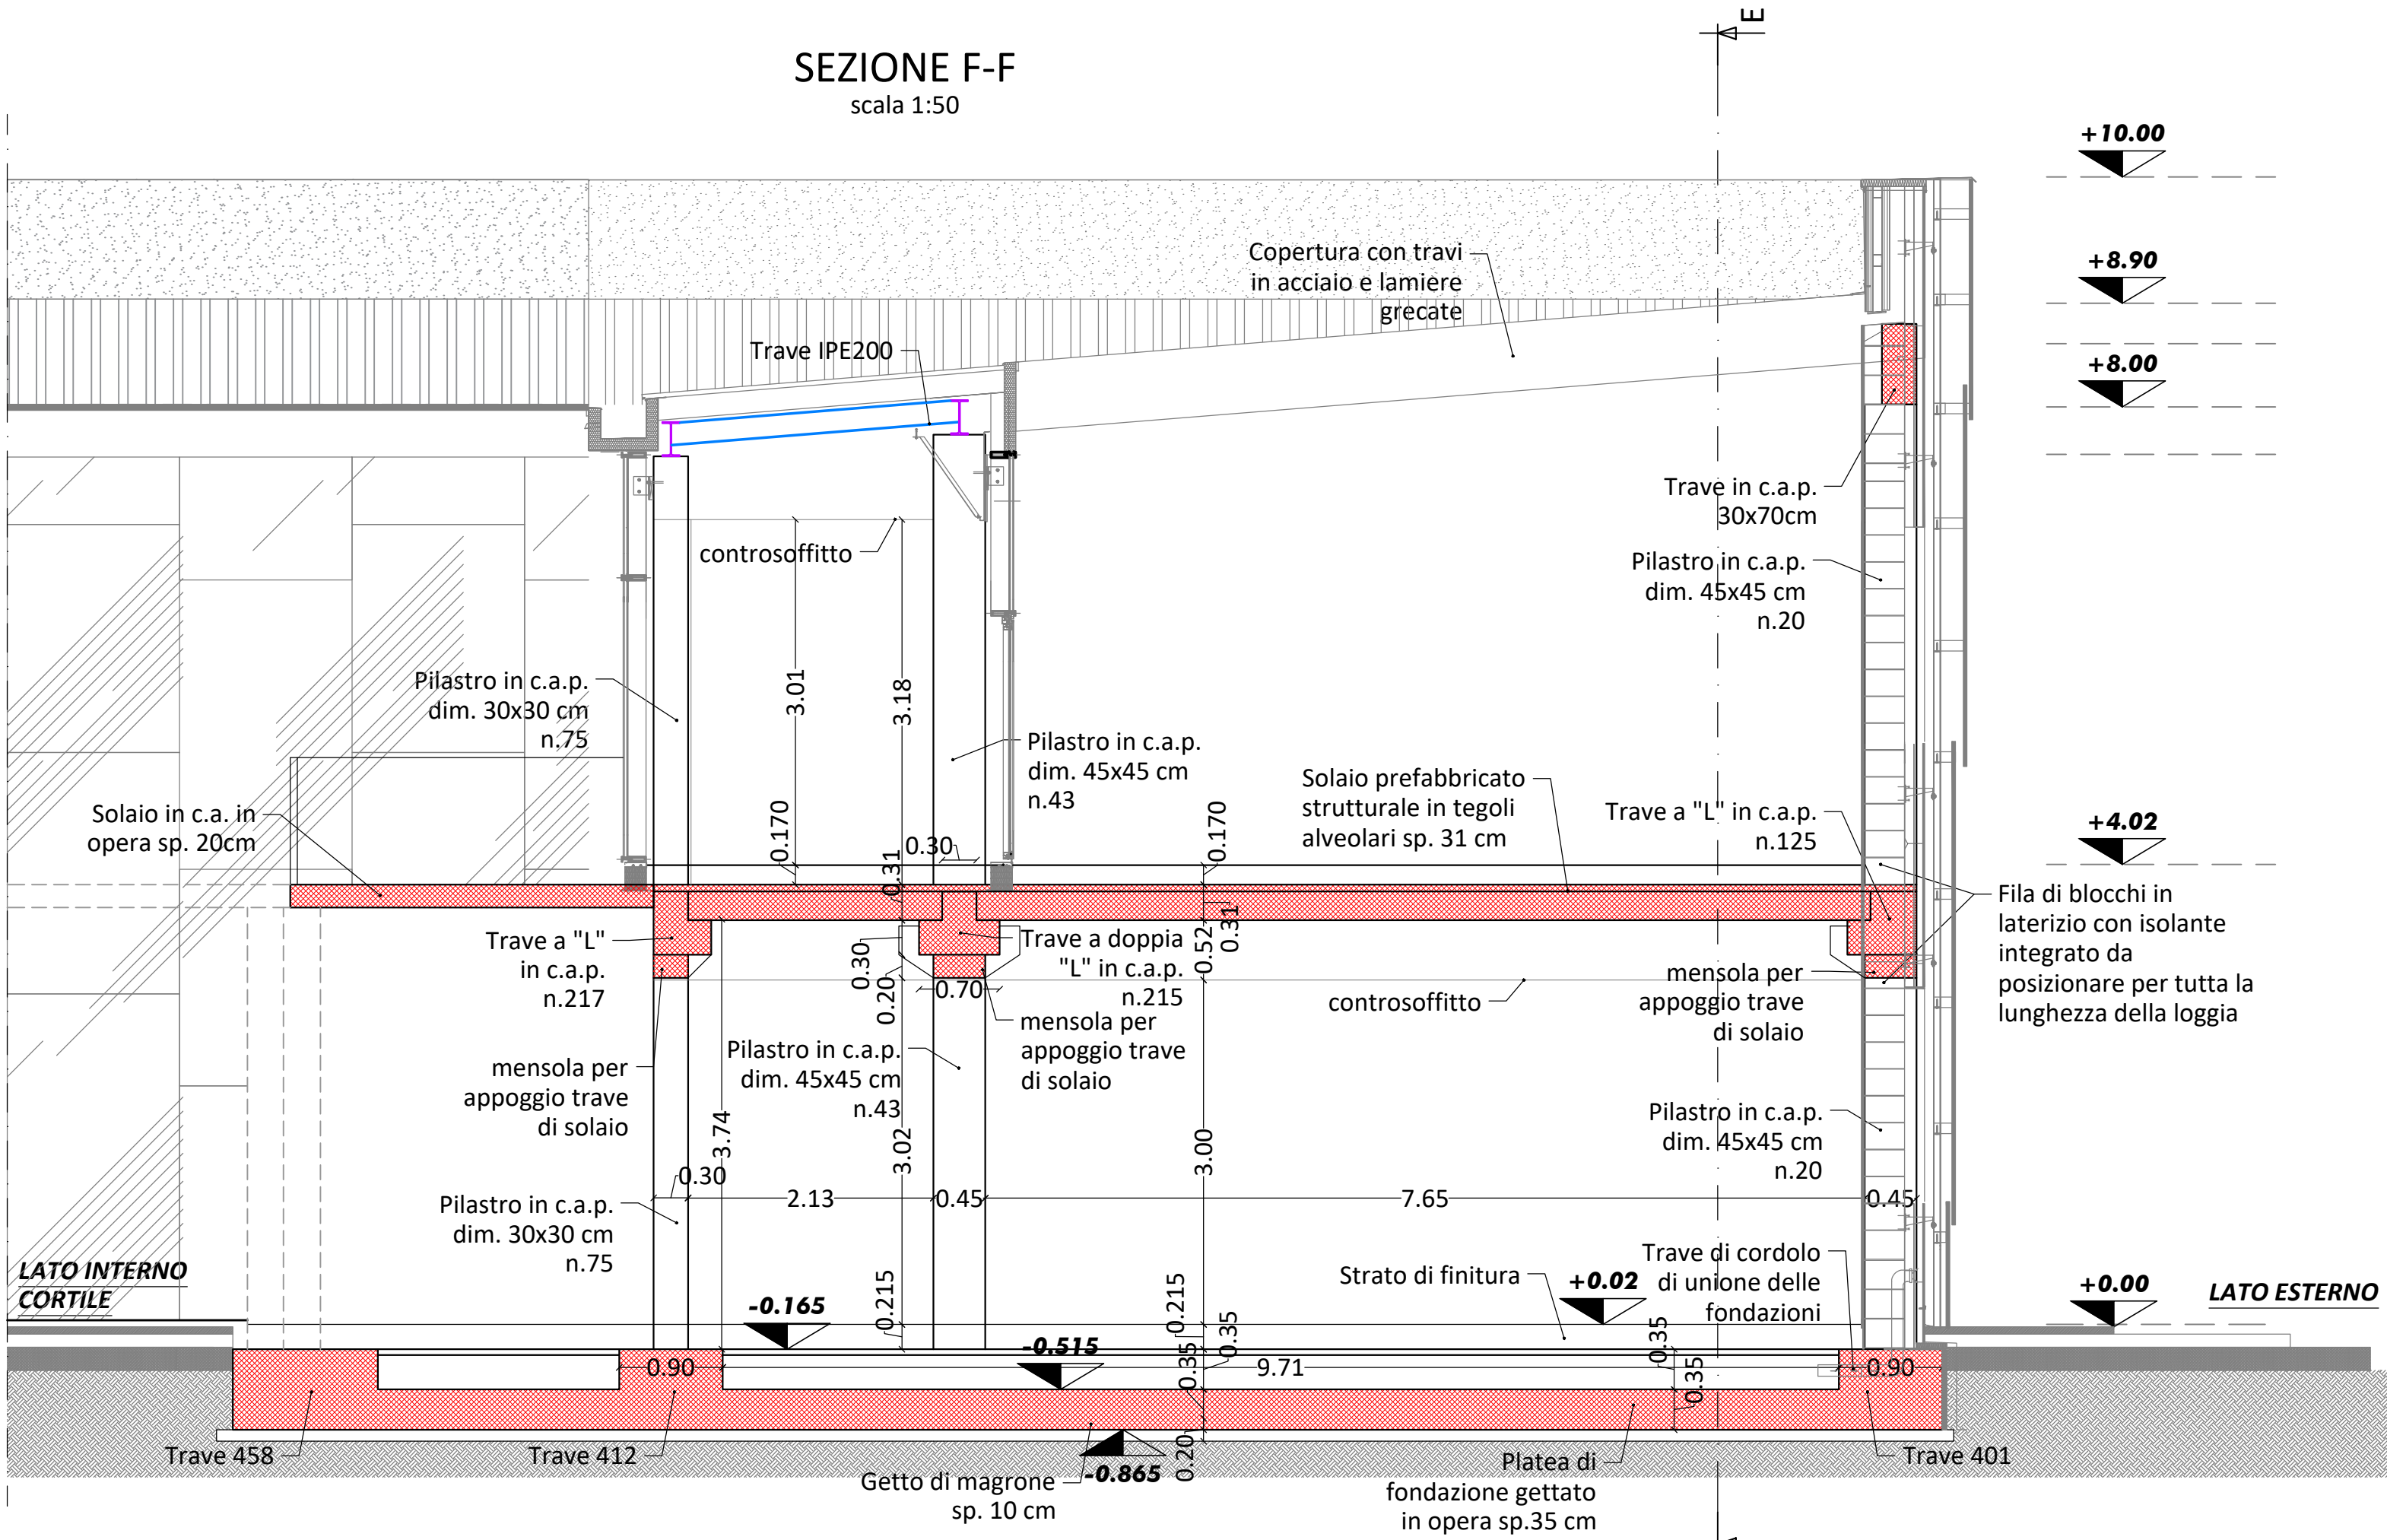 E
SEZIONE F-F
scala 1:50
+10.00
Copertura con travi
in acciaio e lamiere
grecate
+8.90
Trave IPE200
+8.00
Trave in c.a.p.
30x70cm
controsoffitto
Pilastro in c.a.p.
dim. 45x45 cm
n.20
3.01
3.18
Pilastro in c.a.p.
dim. 30x30 cm
n.75
Pilastro in c.a.p.
dim. 45x45 cm
n.43
Solaio prefabbricato
strutturale in tegoli
alveolari sp. 31 cm
Trave a "L" in c.a.p.
n.125
+4.02
Solaio in c.a. in
opera sp. 20cm
0.170
0.30
0.170
0.31
0.31
Fila di blocchi in
laterizio con isolante
integrato da
posizionare per tutta la
lunghezza della loggia
Trave a "L"
in c.a.p.
n.217
0.30
0.20
0.70
Trave a doppia
"L" in c.a.p.
n.215
0.52
controsoffitto
mensola per
appoggio trave
di solaio
mensola per
appoggio trave
di solaio
mensola per
appoggio trave
di solaio
Pilastro in c.a.p.
dim. 45x45 cm
n.43
3.74
3.02
3.00
Pilastro in c.a.p.
dim. 45x45 cm
n.20
0.30
2.13
0.45
7.65
0.45
Pilastro in c.a.p.
dim. 30x30 cm
n.75
LATO INTERNO
CORTILE
-0.165
0.215
0.215
Strato di finitura
+0.02
Trave di cordolo
di unione delle
fondazioni
+0.00
LATO ESTERNO
0.90
-0.515
0.35
0.35
9.71
0.35
0.35
0.90
Trave 458
Trave 412
Getto di magrone
sp. 10 cm
-0.865
0.20
Platea di
fondazione gettato
in opera sp.35 cm
Trave 401